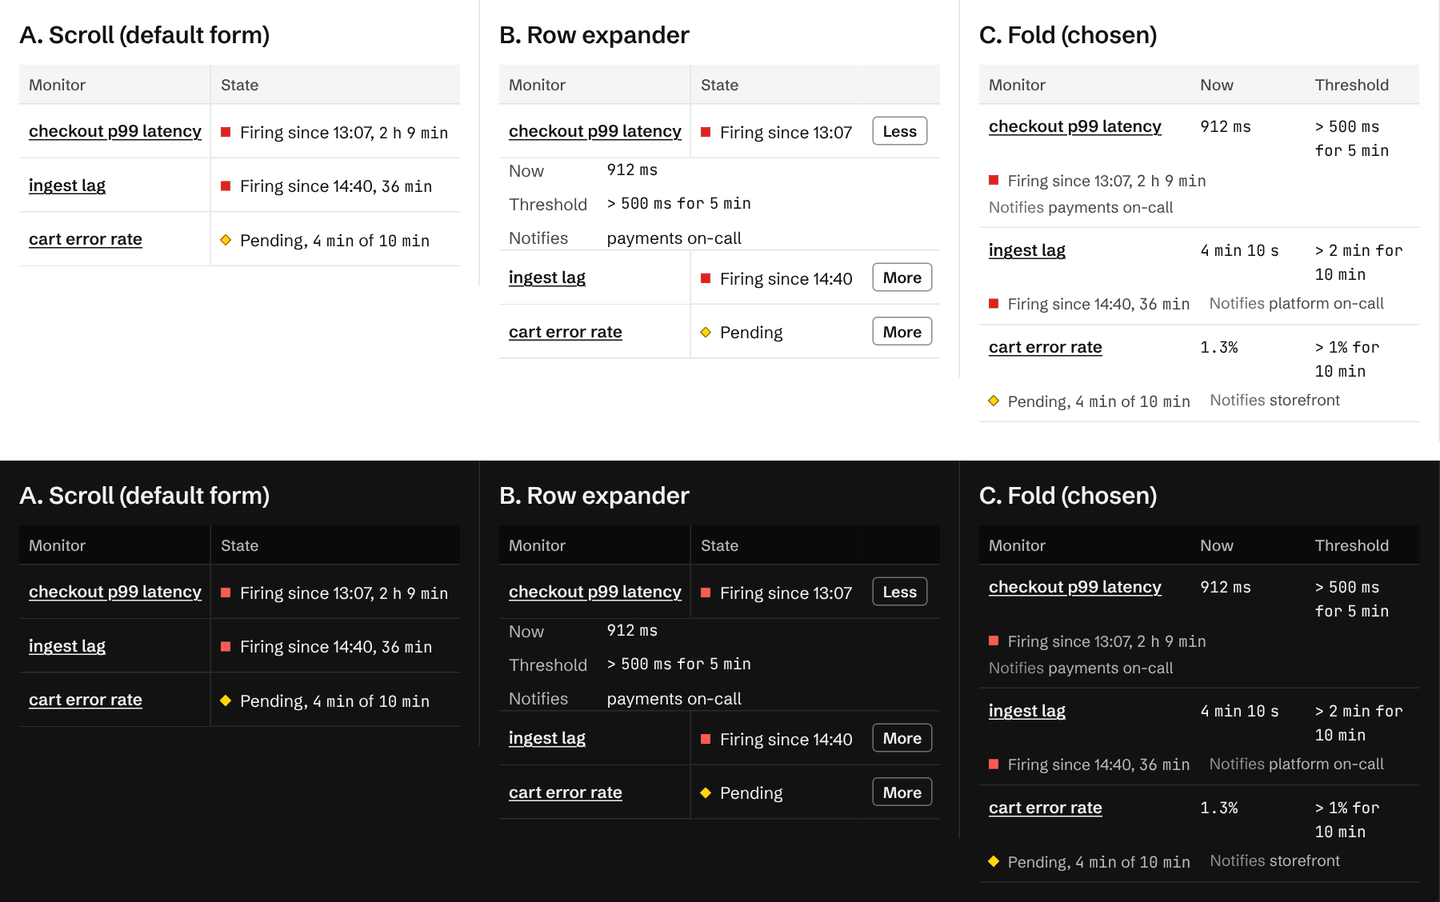 A. Scroll (default form)
Monitor State
checkout p99 latency Firing since 13:07, 2 h 9 min
ingest lag Firing since 14:40, 36 min
cart error rate Pending, 4 min of 10 min
B. Row expander
Monitor State
checkout p99 latency Firing since 13:07 Less
Now 912 ms
Threshold > 500 ms for 5 min
Notifies payments on-call
ingest lag Firing since 14:40 More
cart error rate Pending More
C. Fold (chosen)
Monitor Now Threshold
checkout p99 latency 912 ms > 500 ms
for 5 min
Firing since 13:07, 2 h 9 min
Notifies payments on-call
ingest lag 4 min 10 s > 2 min for
10 min
Firing since 14:40, 36 min Notifies platform on-call
cart error rate 1.3% > 1% for
10 min
Pending, 4 min of 10 min Notifies storefront
A. Scroll (default form)
Monitor State
checkout p99 latency Firing since 13:07, 2 h 9 min
ingest lag Firing since 14:40, 36 min
cart error rate Pending, 4 min of 10 min
B. Row expander
Monitor State
checkout p99 latency Firing since 13:07 Less
Now 912 ms
Threshold > 500 ms for 5 min
Notifies payments on-call
ingest lag Firing since 14:40 More
cart error rate Pending More
C. Fold (chosen)
Monitor Now Threshold
checkout p99 latency 912 ms > 500 ms
for 5 min
Firing since 13:07, 2 h 9 min
Notifies payments on-call
ingest lag 4 min 10 s > 2 min for
10 min
Firing since 14:40, 36 min Notifies platform on-call
cart error rate 1.3% > 1% for
10 min
Pending, 4 min of 10 min Notifies storefront